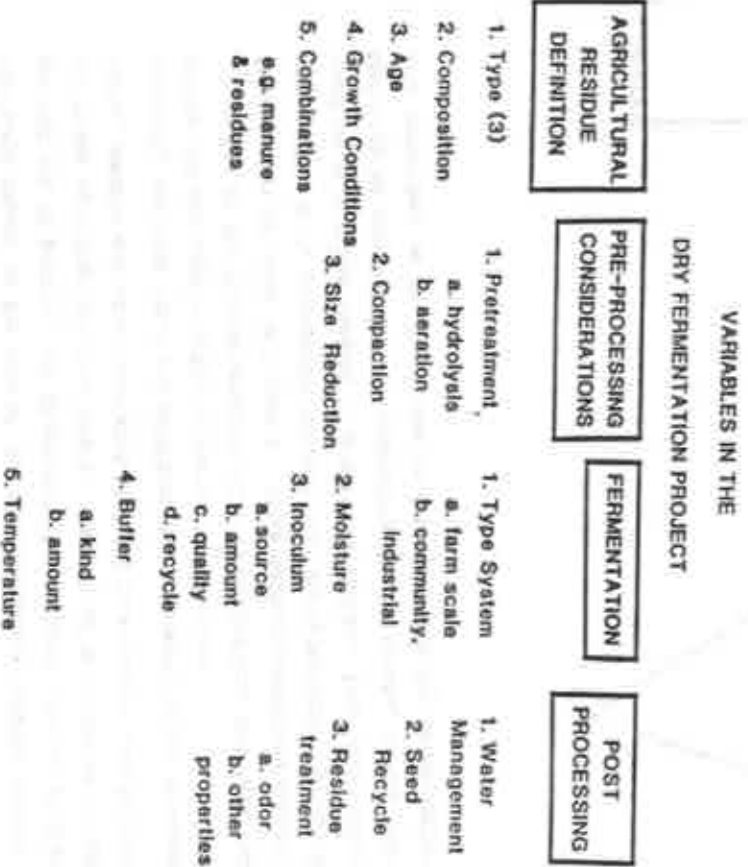 VARIABLES IN THE
DRY FERMENTATION PROJECT
AGRICULTURAL
RESIDUE
DEFINITION
1. Type (3)
2. Composition
3. Age
4. Growth Conditions
5. Combinations
e.g. manure
& residues
PRE-PROCESSING
CONSIDERATIONS
1. Pretreatment
a. hydrolysis
b. aeration
2. Compaction
3. Size Reduction
FERMENTATION
1. Type System
a. farm scale
b. community,
industrial
2. Moisture
3. Inoculum
a. source
b. amount
c. quality
d. recycle
4. Buffer
a. kind
b. amount
5. Temperature
POST
PROCESSING
1. Water
Management
2. Seed
Recycle
3. Residue
treatment
a. odor
b. other
properties